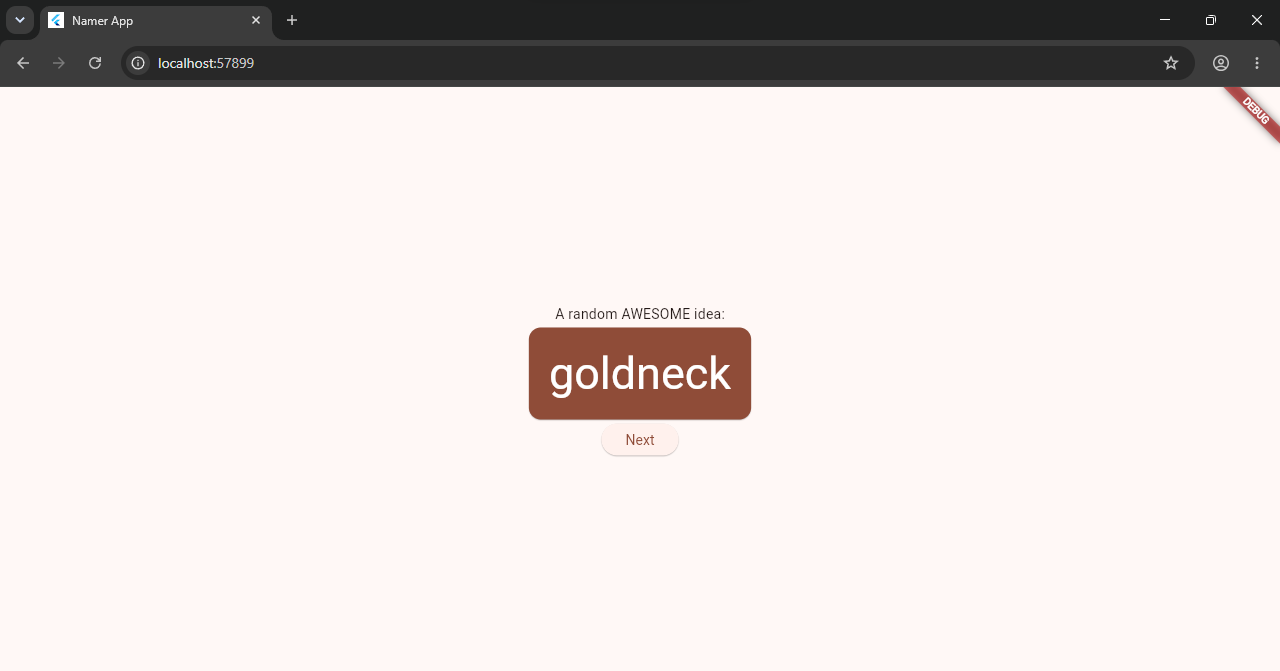 Namer App
localhost:57899
DEBUG
A random AWESOME idea:
goldneck
Next